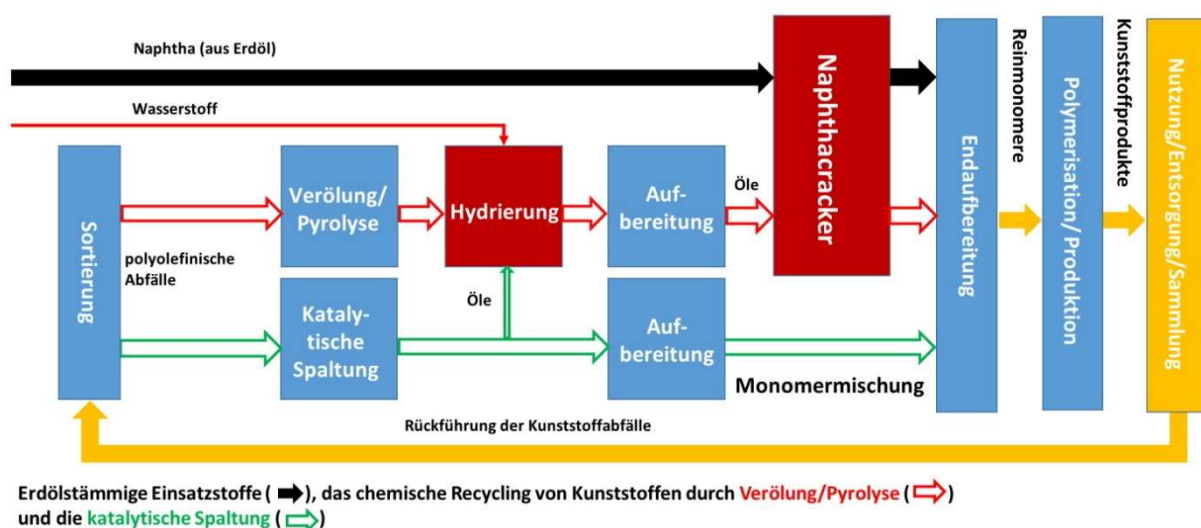 Naphtha (aus Erdöl)
Wasserstoff
Sortierung
polyolefinische
Abfälle
Verölung/
Pyrolyse
Hydrierung
Auf-
bereitung
Öle
Naphthacracker
Kataly-
tische
Spaltung
Öle
Auf-
bereitung
Monomermischung
Endaufbereitung
Reinmonomere
Polymerisation/ Produktion
Kunststoffprodukte
Nutzung/Entsorgung/Sammlung
Rückführung der Kunststoffabfälle
Erdölstämmige Einsatzstoffe ( ), das chemische Recycling von Kunststoffen durch Verölung/Pyrolyse ( )
und die katalytische Spaltung ( )